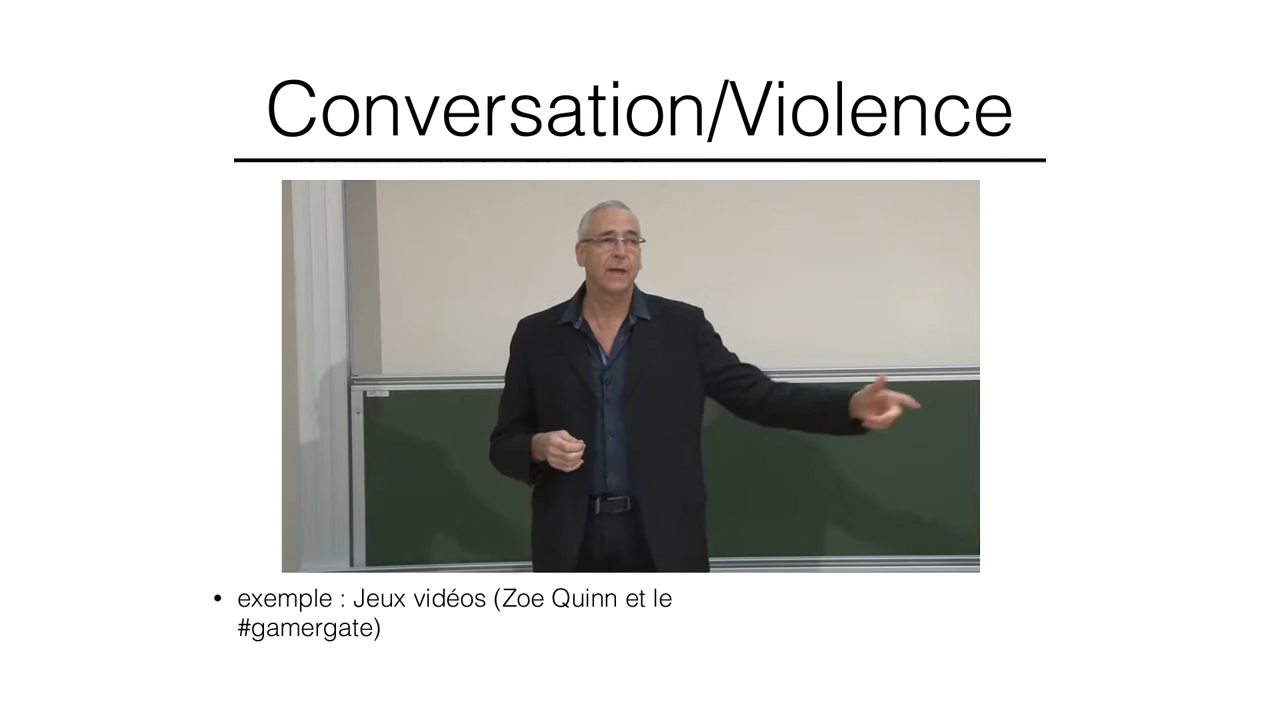 Conversation/Violence
• exemple : Jeux vidéos (Zoe Quinn et le
#gamergate)